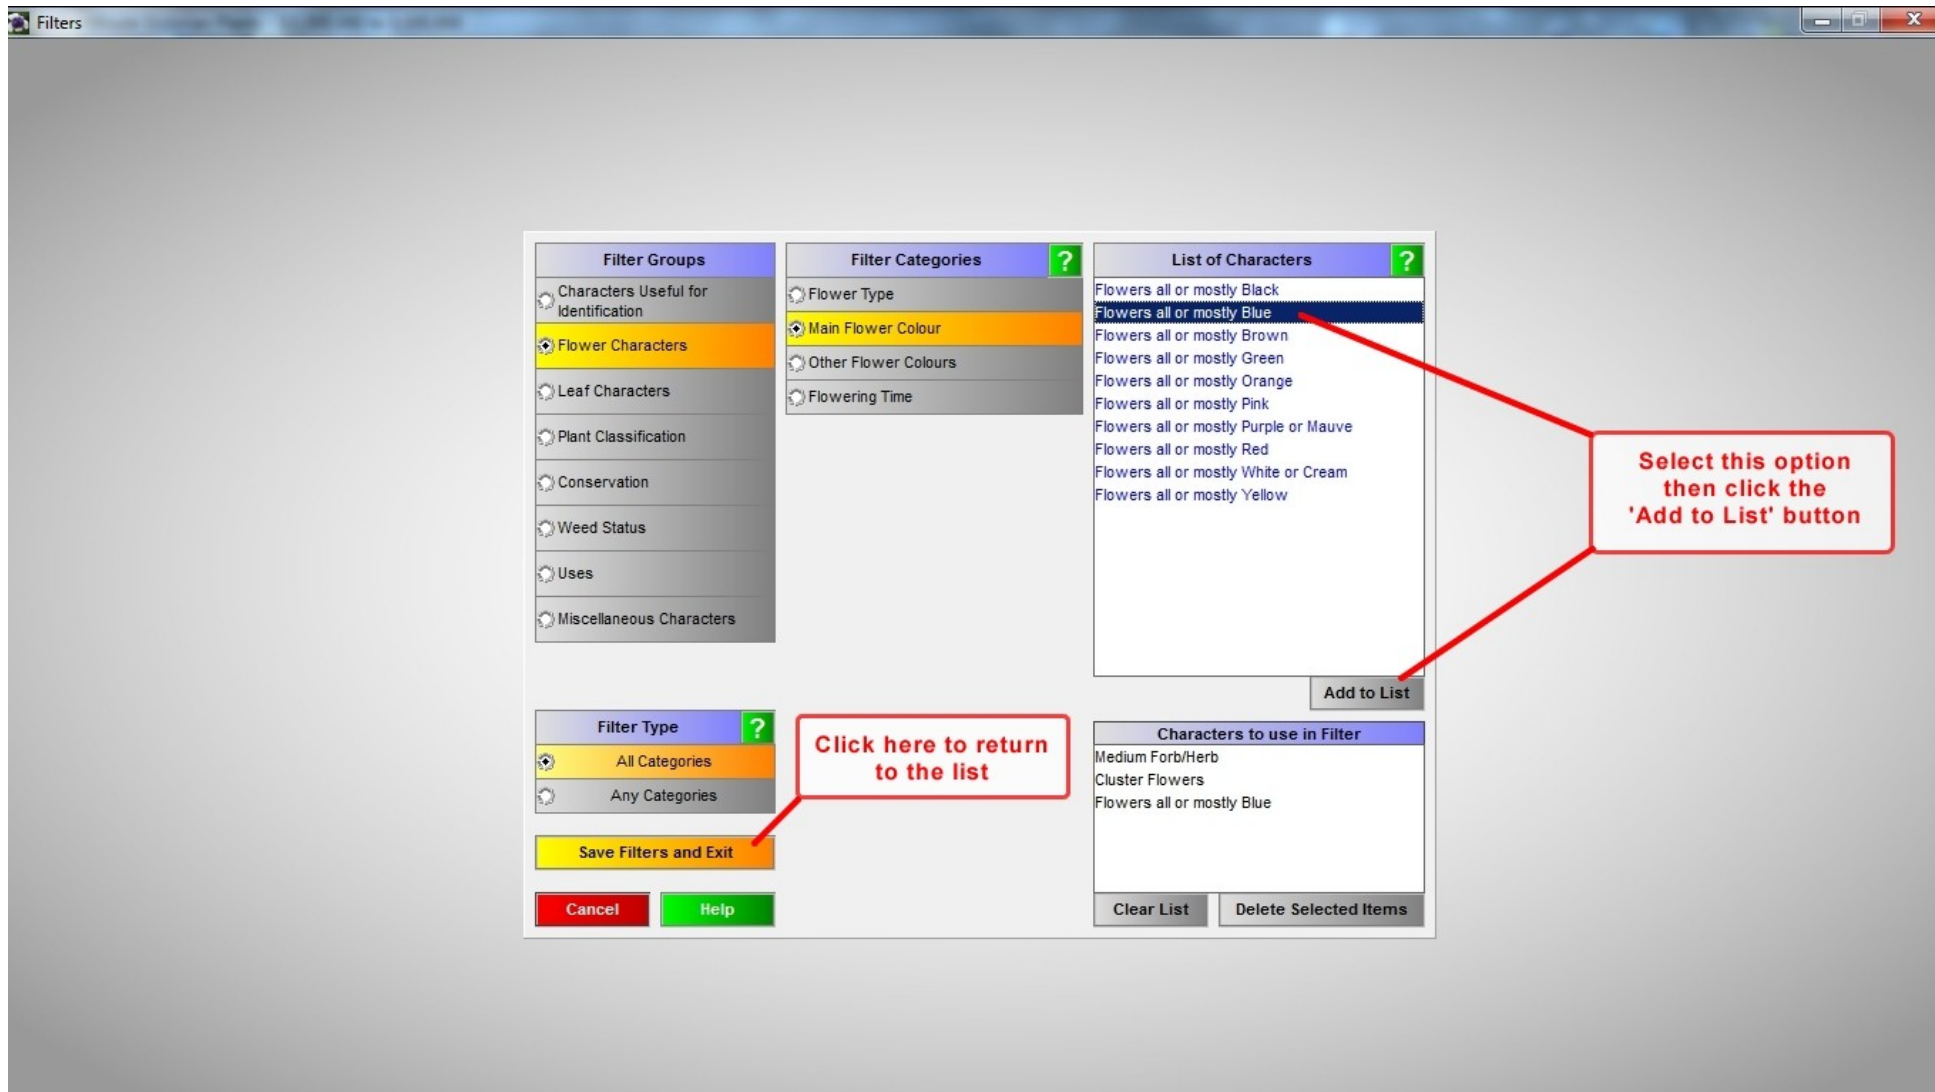 Filters
Filter Groups
Characters Useful for
Identification
Flower Characters
Leaf Characters
Plant Classification
Conservation
Weed Status
Uses
Miscellaneous Characters
Filter Categories
?
Flower Type
Main Flower Colour
Other Flower Colours
Flowering Time
List of Characters
?
Flowers all or mostly Black
Flowers all or mostly Blue
Flowers all or mostly Brown
Flowers all or mostly Green
Flowers all or mostly Orange
Flowers all or mostly Pink
Flowers all or mostly Purple or Mauve
Flowers all or mostly Red
Flowers all or mostly White or Cream
Flowers all or mostly Yellow
Add to List
Select this option
then click the
'Add to List' button
Filter Type
?
All Categories
Any Categories
Save Filters and Exit
Cancel
Help
Click here to return
to the list
Characters to use in Filter
Medium Forb/Herb
Cluster Flowers
Flowers all or mostly Blue
Clear List
Delete Selected Items